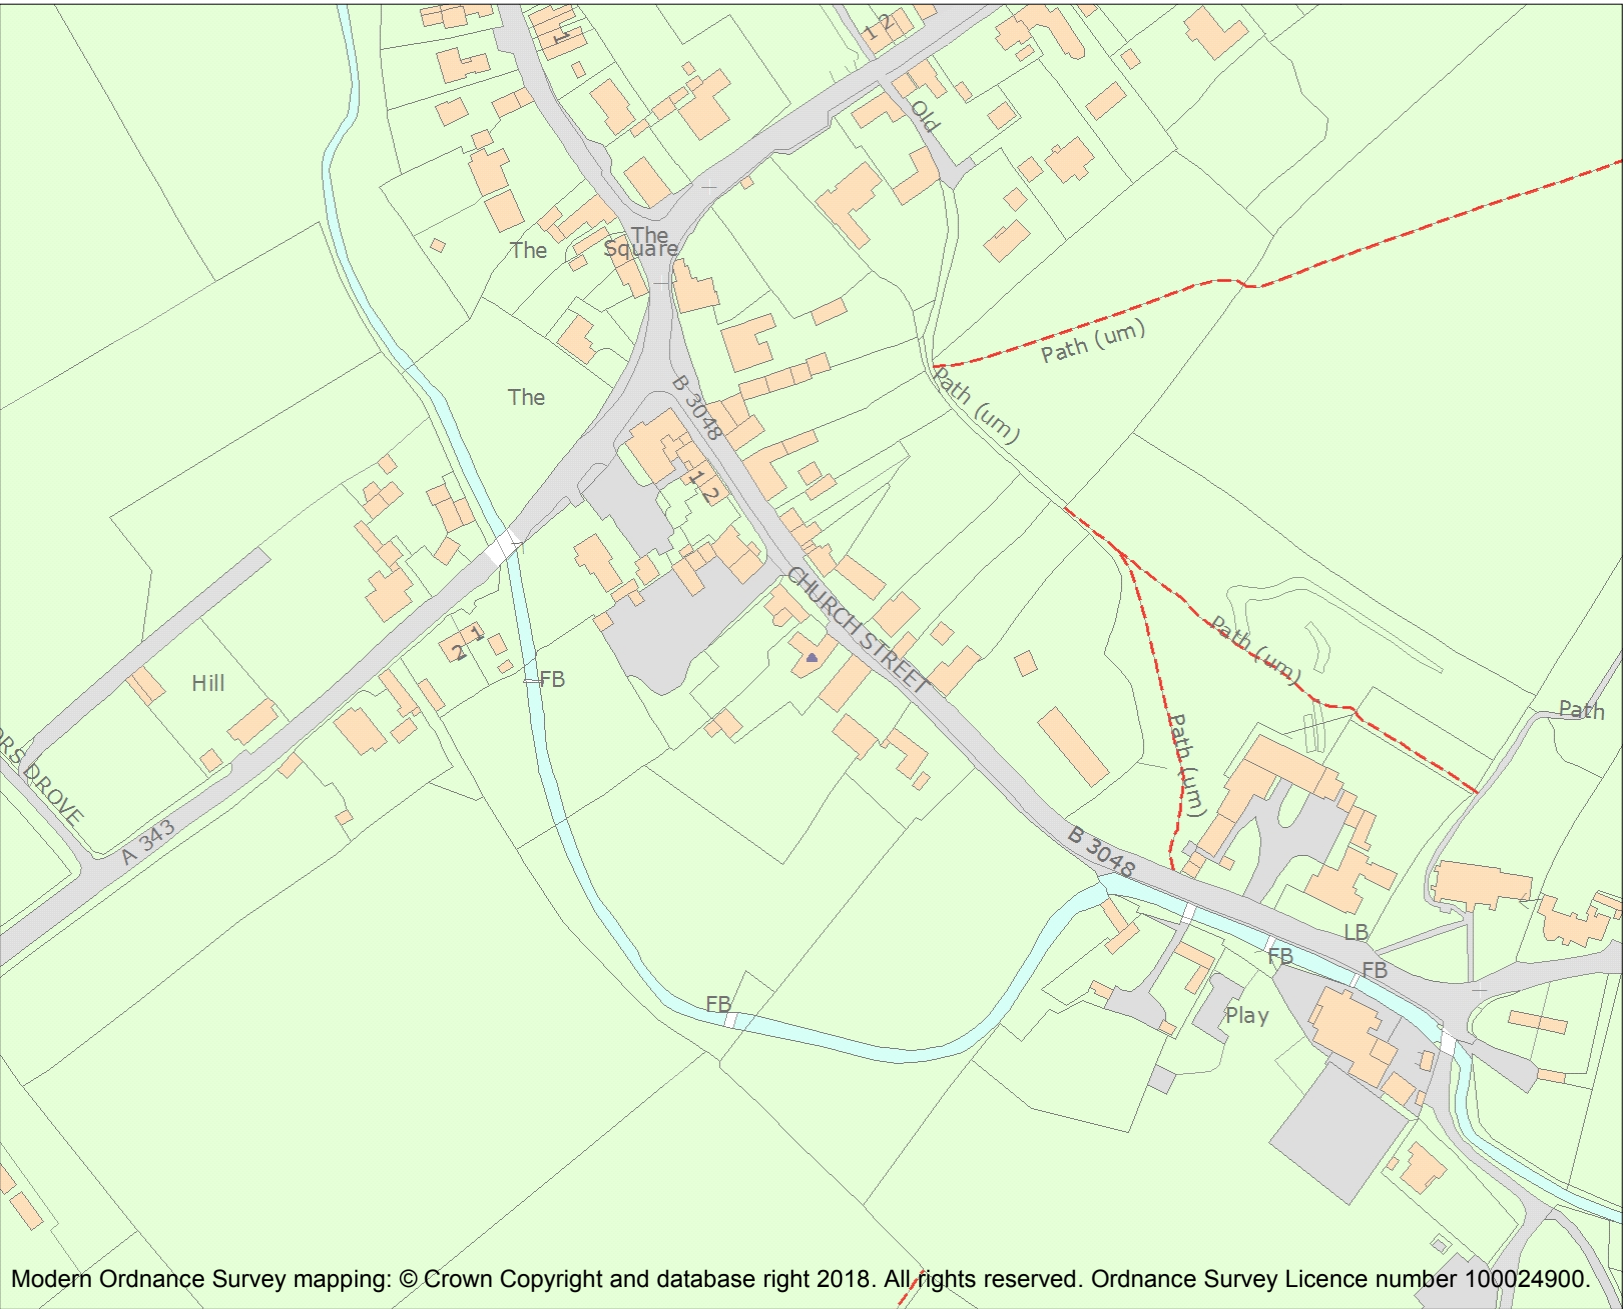 1
1 2
Old
The
The
Square
Path (um)
Path (um)
The
B 3048
1 2
CHURCH STREET
Path (um)
1
2
FB
Hill
Path
ORS DROVE
Path (um)
A 343
B 3048
LB
FB
FB
FB
Play
Modern Ordnance Survey mapping: © Crown Copyright and database right 2018. All rights reserved. Ordnance Survey Licence number 100024900.